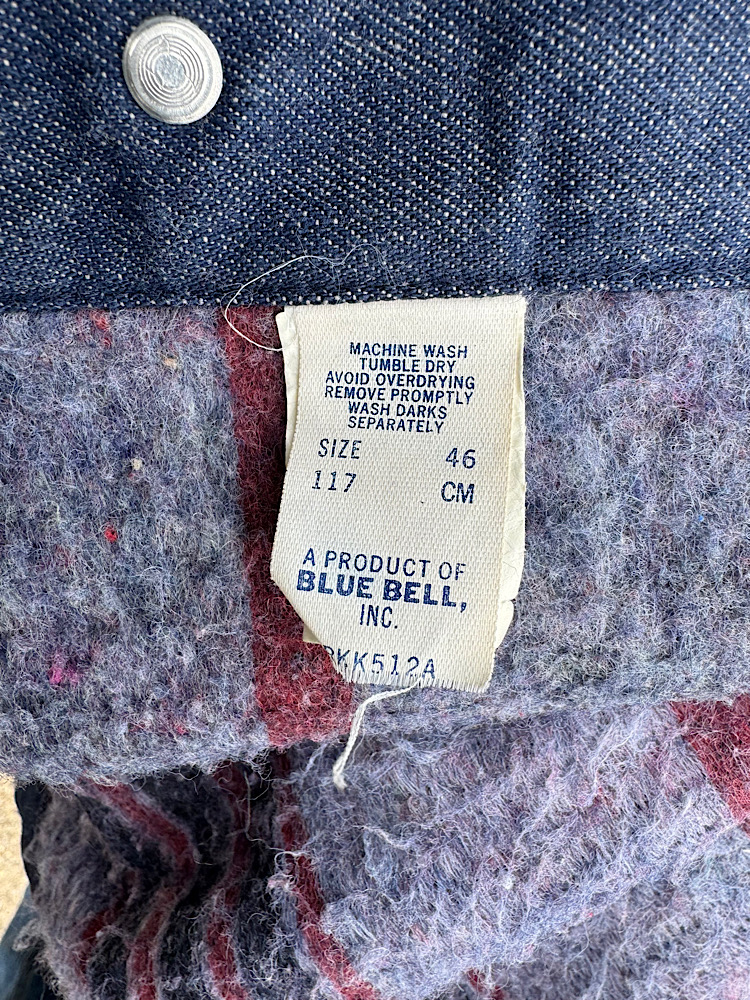 MACHINE WASH
TUMBLE DRY
AVOID OVERDRYING
REMOVE PROMPTLY
WASH DARKS
SEPARATELY
SIZE 46
117 CM
A PRODUCT OF
BLUE BELL,
INC.